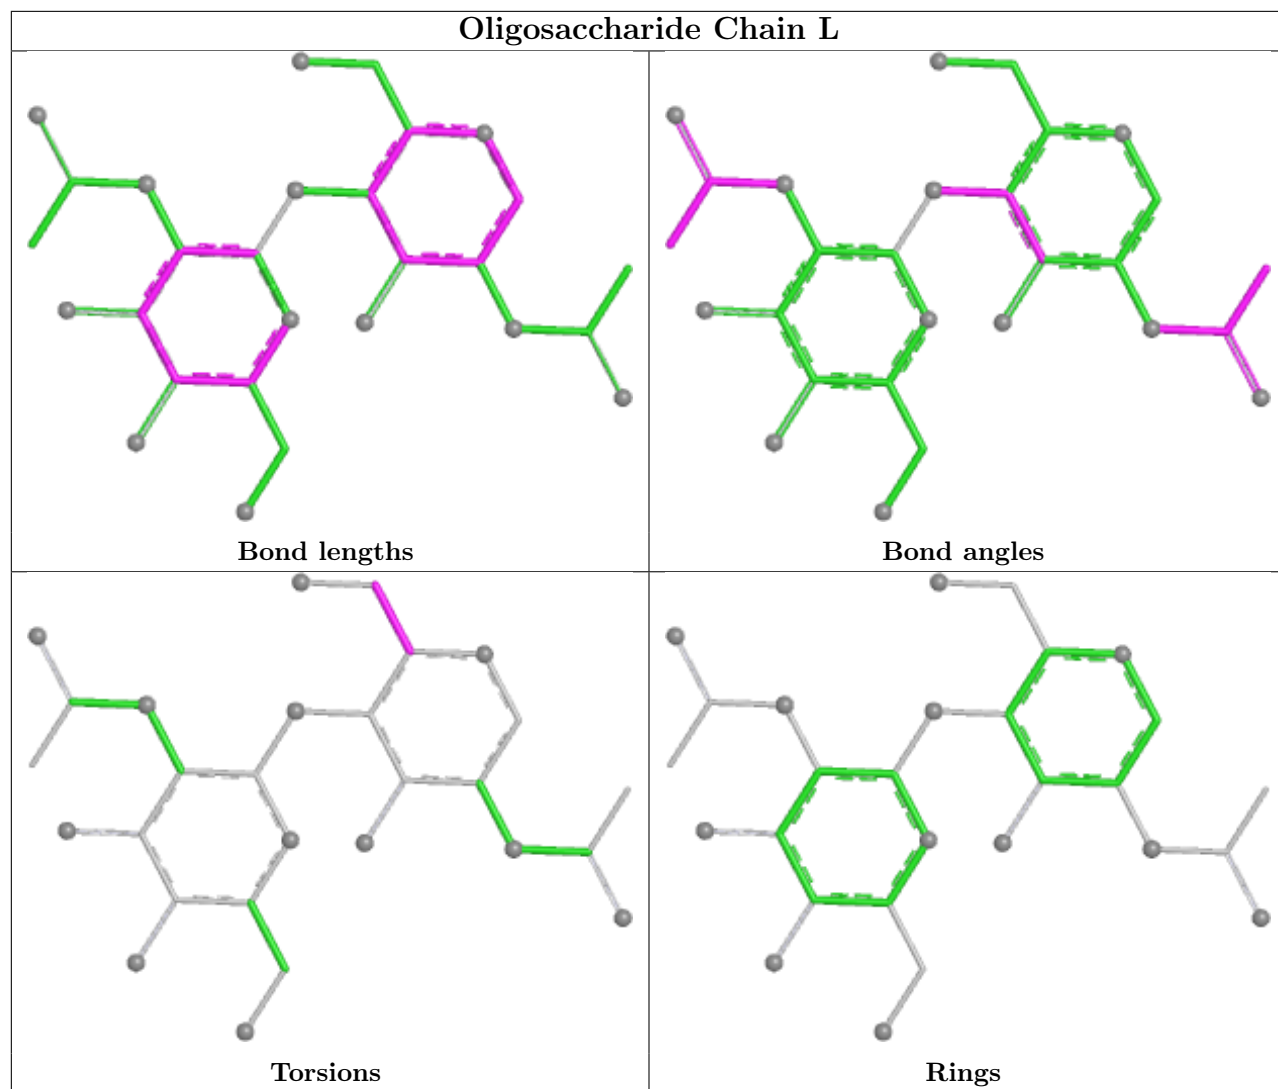 Oligosaccharide Chain L
Bond lengths
Bond angles
Torsions
Rings